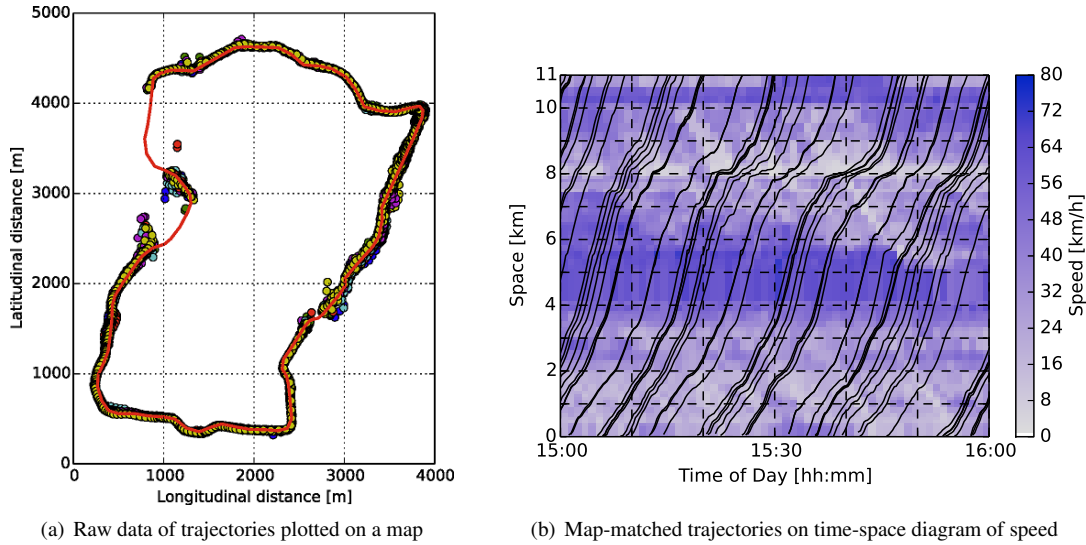 5000
4000
3000
2000
1000
0
0 1000 2000 3000 4000
Latitudinal distance [m]
Longitudinal distance [m]
11
10
8
6
4
2
0
15:00 15:30 16:00
Space [km]
Time of Day [hh:mm]
80
72
64
56
48
40
32
24
16
8
0
Speed [km/h]
(a) Raw data of trajectories plotted on a map
(b) Map-matched trajectories on time-space diagram of speed